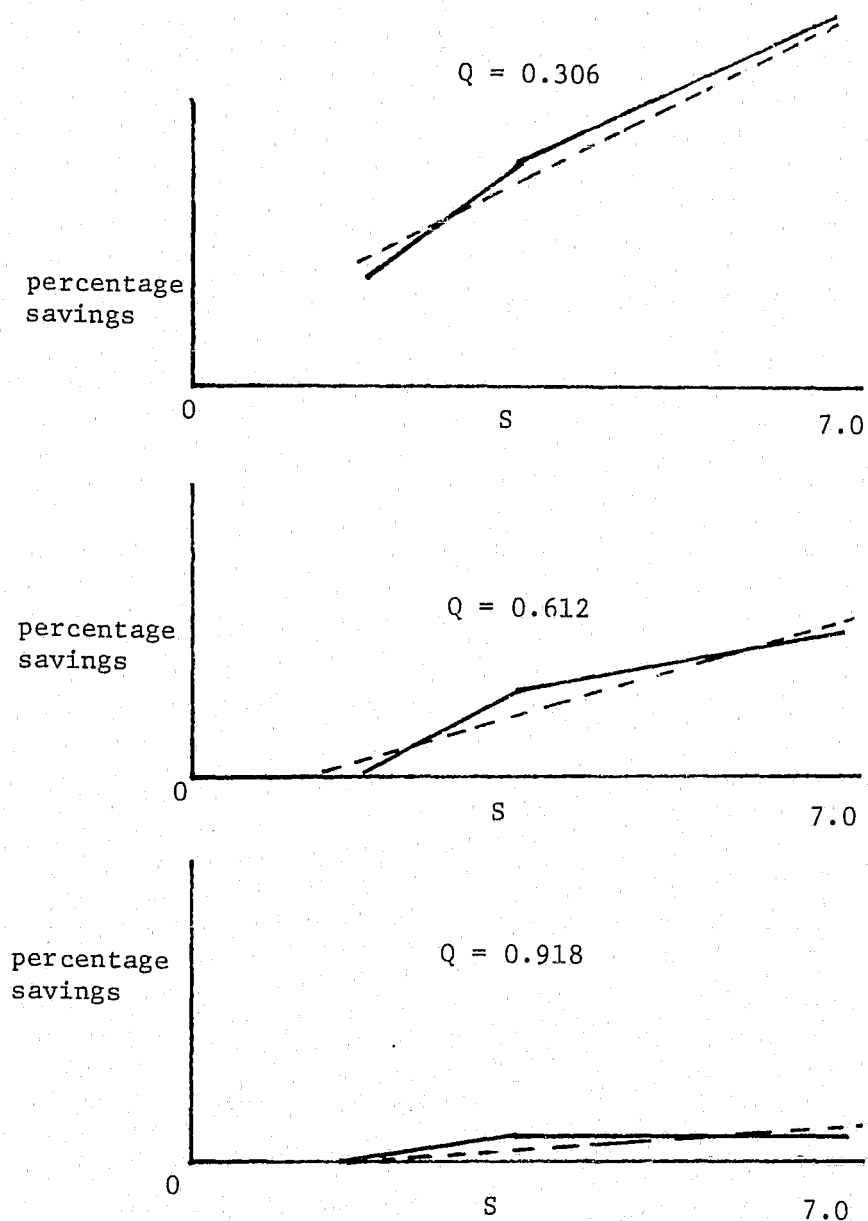 Q = 0.306
percentage
savings
0
S
7.0
Q = 0.612
percentage
savings
0
S
7.0
Q = 0.918
percentage
savings
0
S
7.0